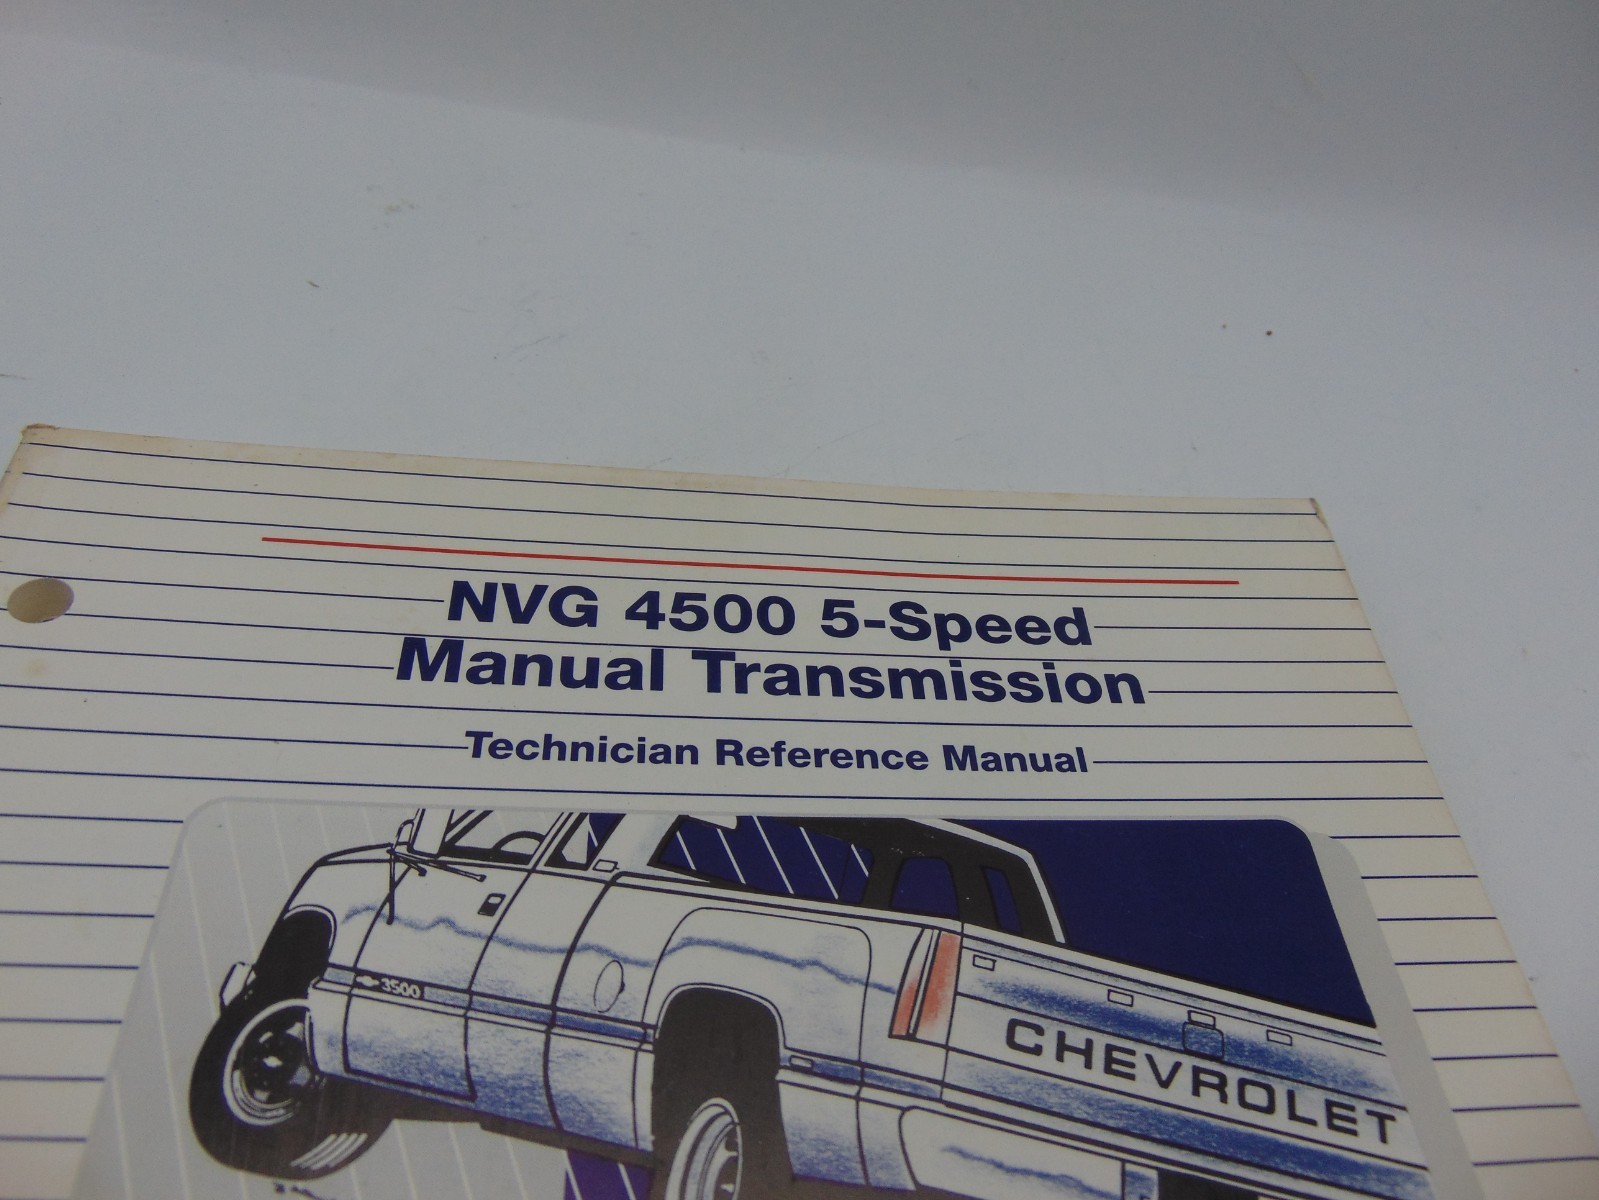 NVG 4500 5-Speed
Manual Transmission
Technician Reference Manual
3500
CHEVROLET